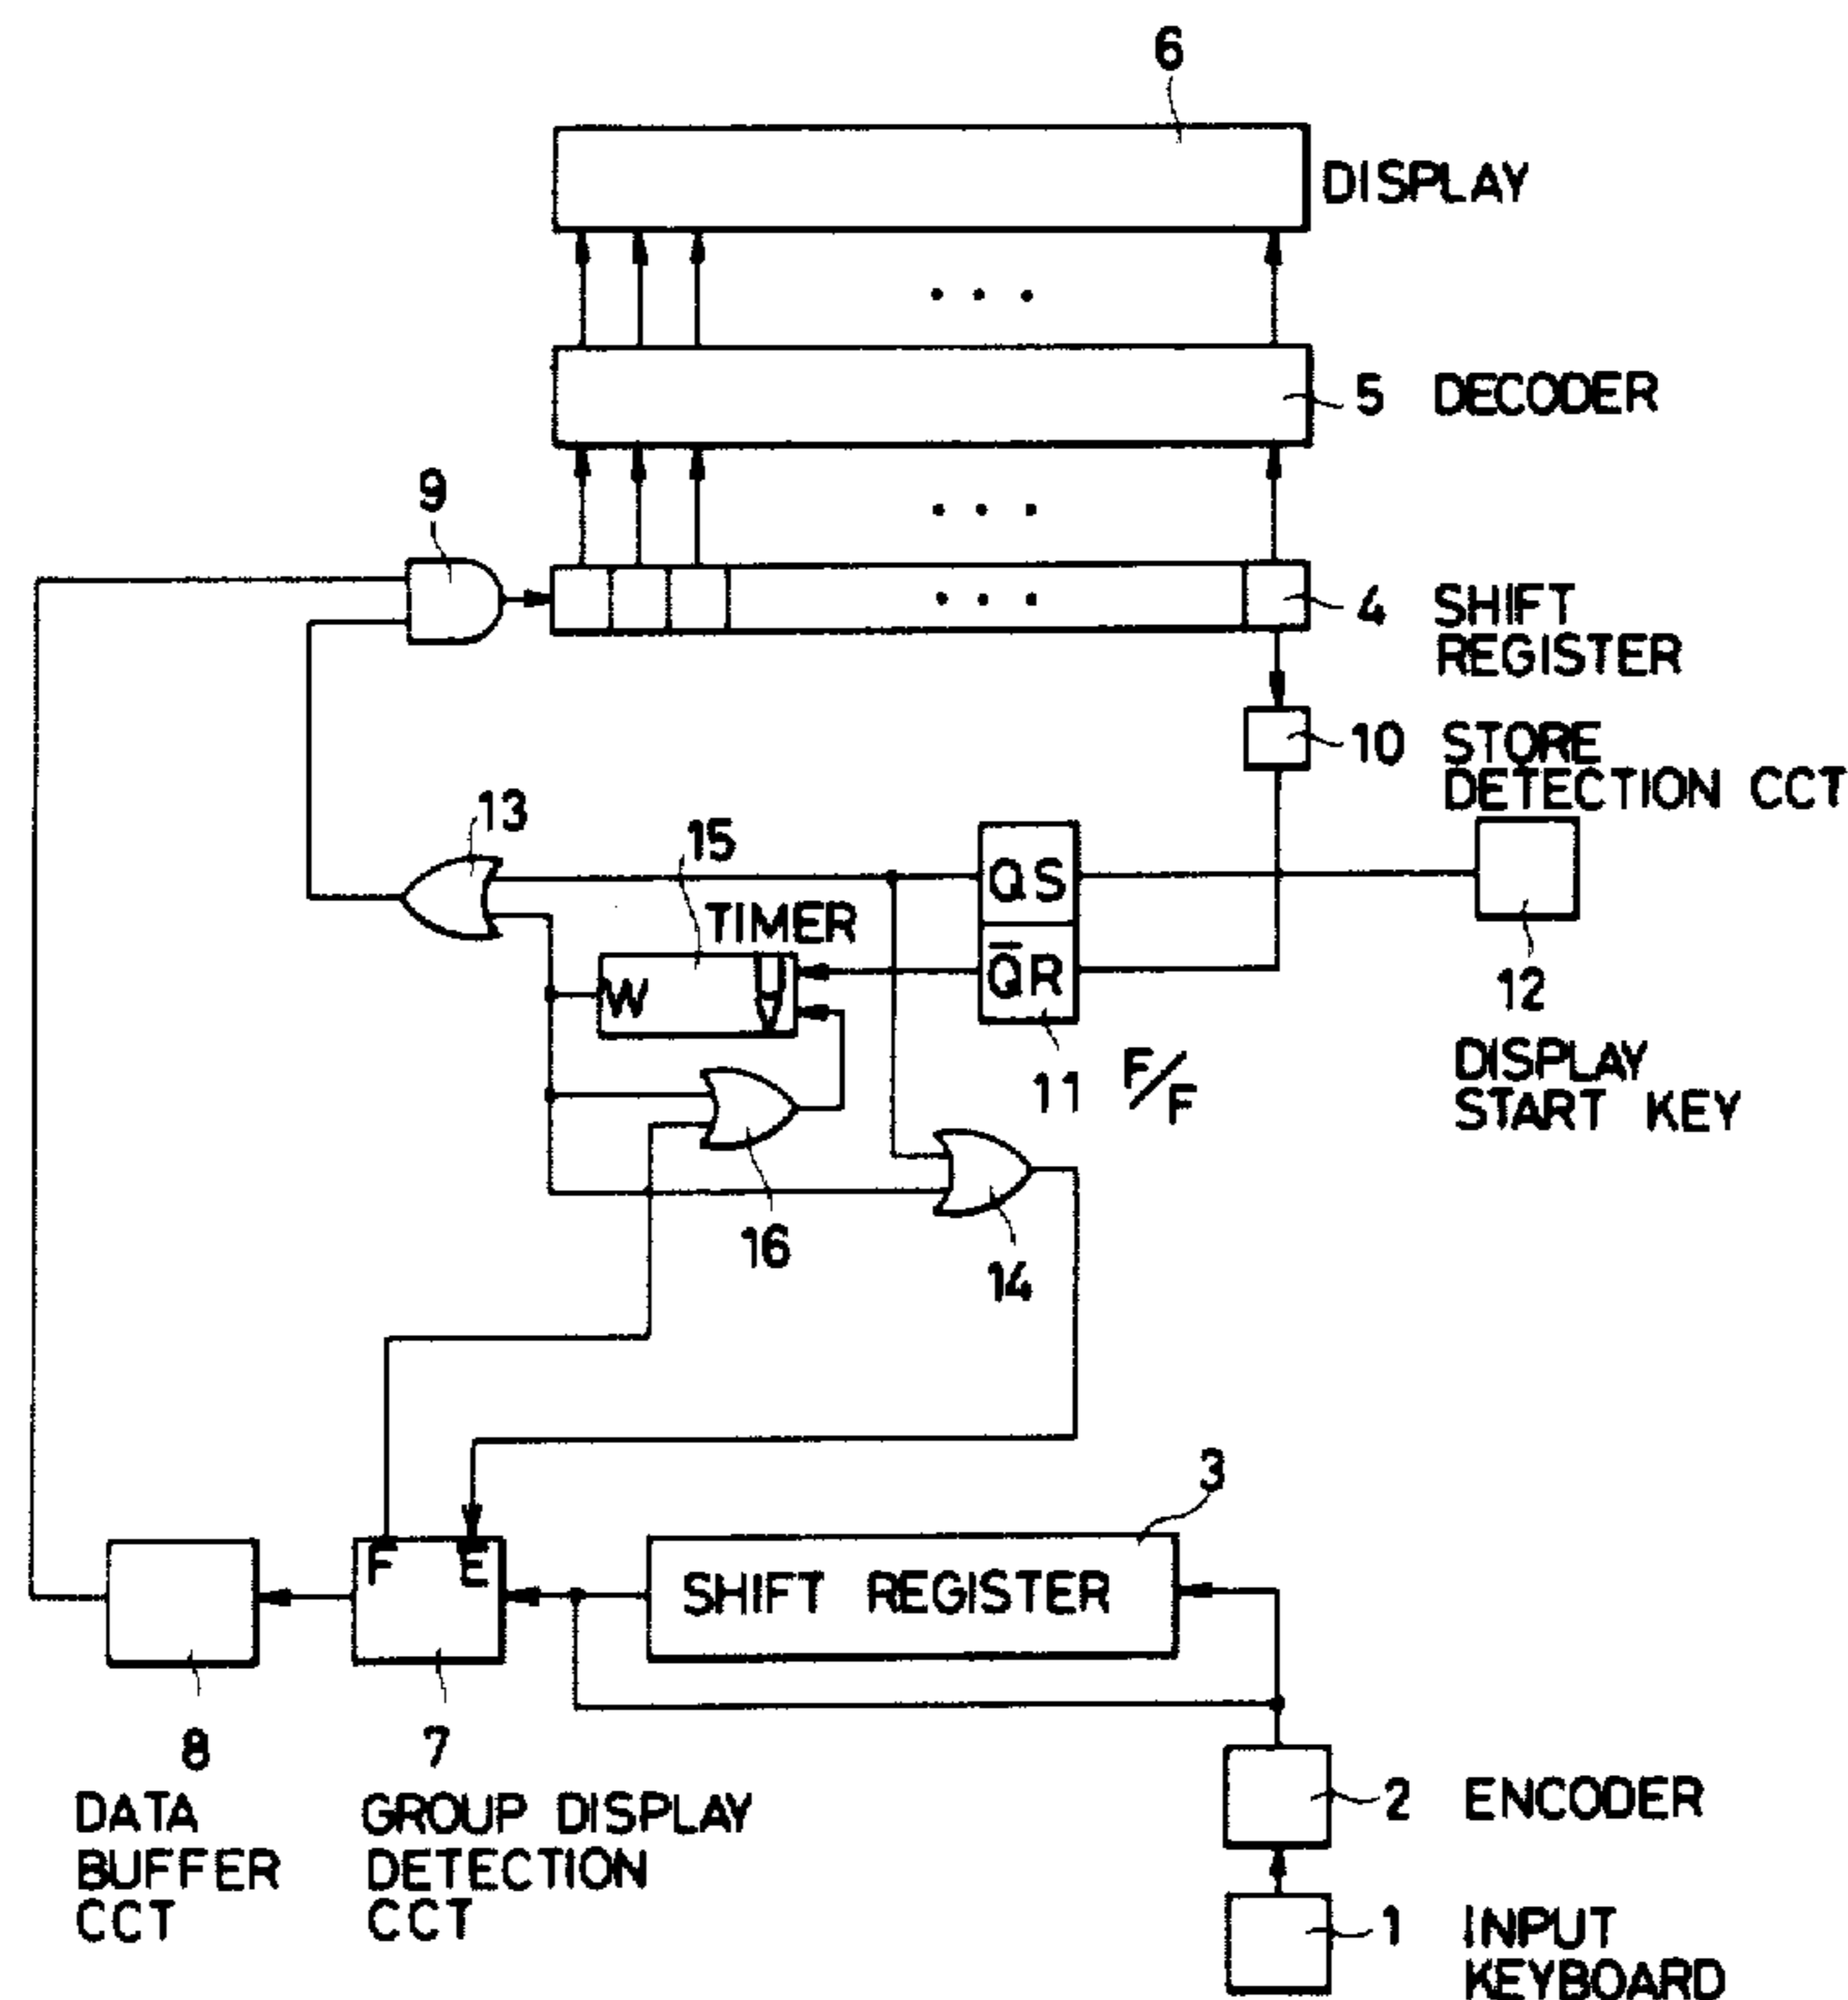 6
DISPLAY
5 DECODER
9
4 SHIFT
REGISTER
10 STORE
DETECTION CCT
13
15
QS
TIMER
Q̅R
W
12
11
F/F
DISPLAY
START KEY
16
14
3
F E
SHIFT REGISTER
8
7
2 ENCODER
DATA
BUFFER
CCT
GROUP DISPLAY
DETECTION
CCT
1 INPUT
KEYBOARD